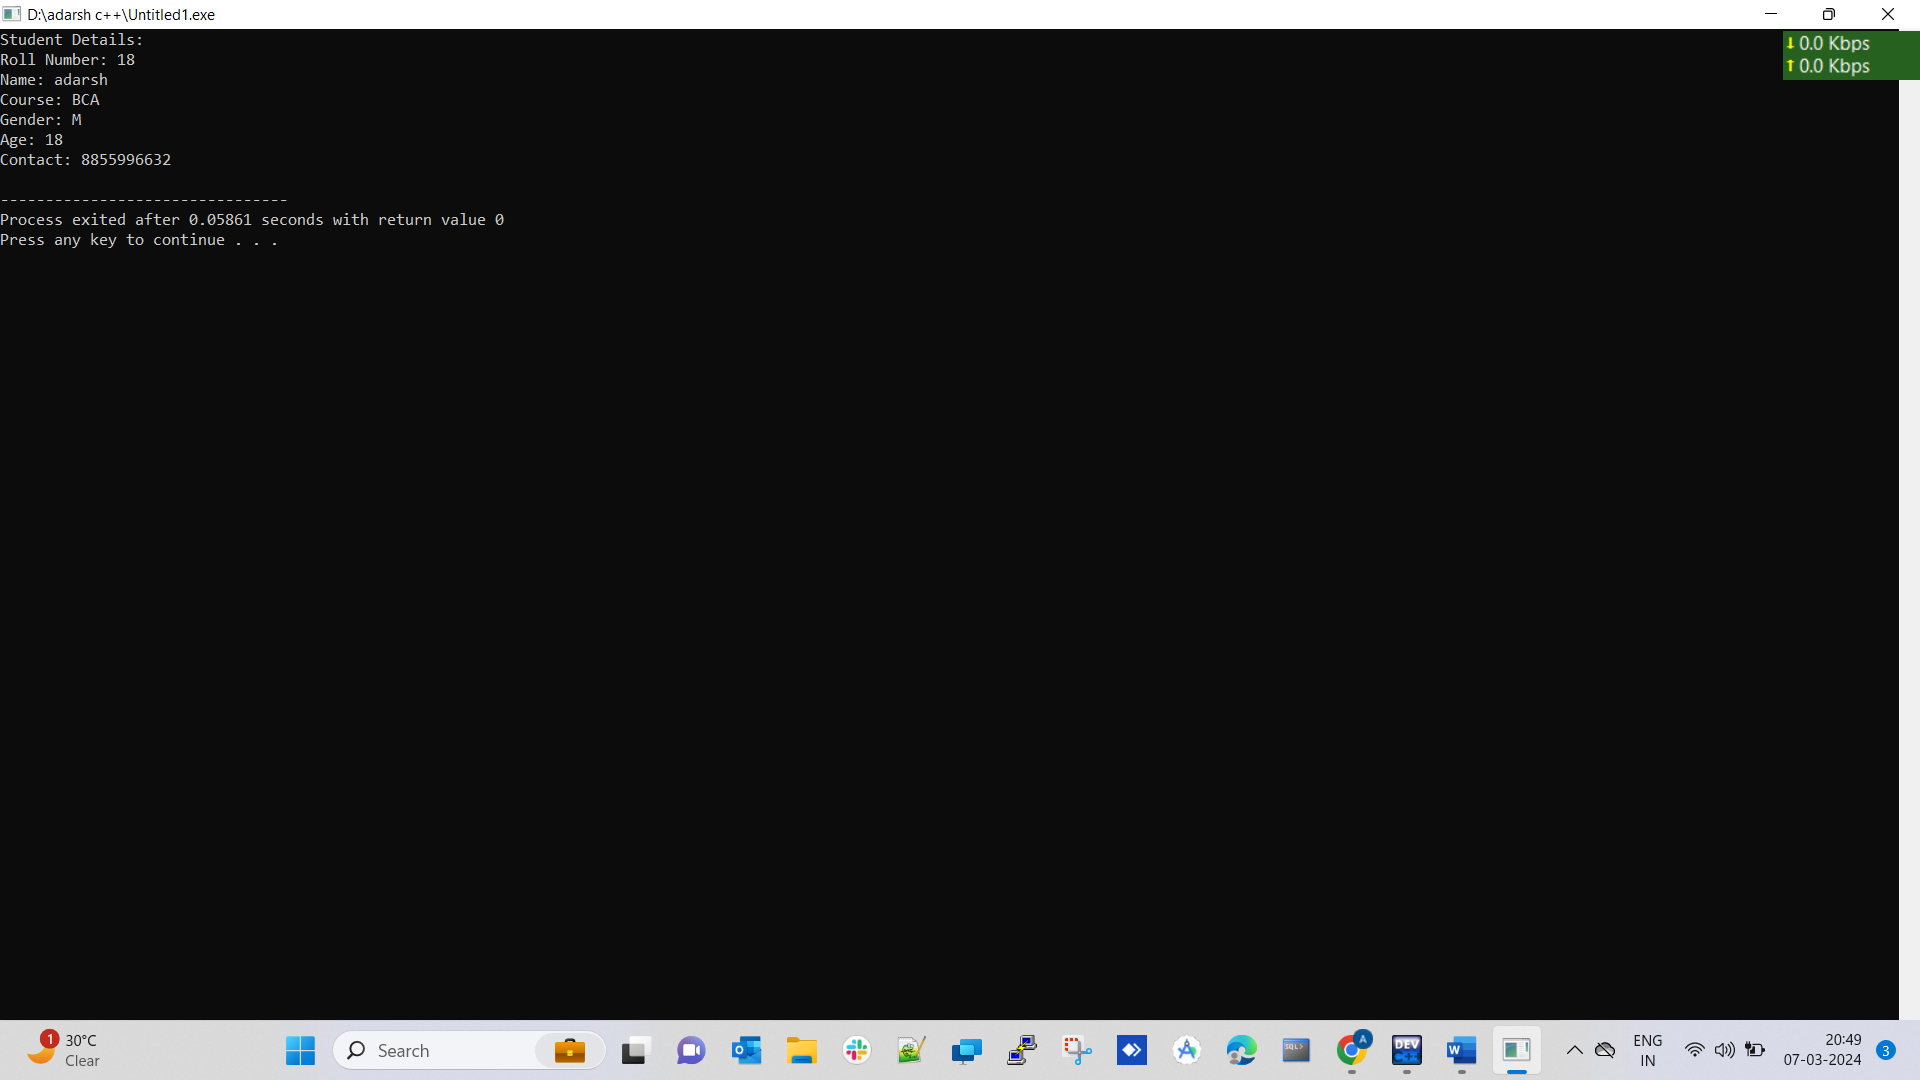 D:\adarsh c++\Untitled1.exe
0.0 Kbps
0.0 Kbps
Student Details:
Roll Number: 18
Name: adarsh
Course: BCA
Gender: M
Age: 18
Contact: 8855996632
--------------------------------
Process exited after 0.05861 seconds with return value 0
Press any key to continue . . .
1
30°C
Clear
Search
SQL>
A
DEV
C++
W
ENG
IN
20:49
07-03-2024
3